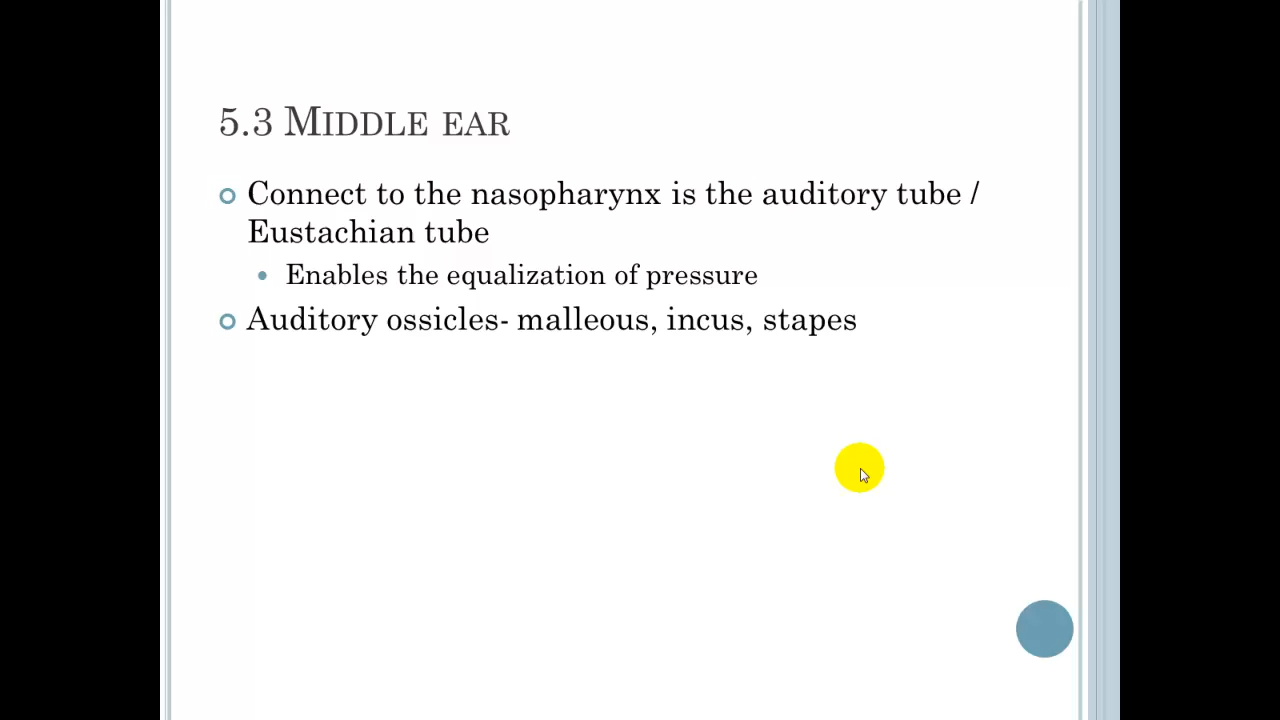 5.3 MIDDLE EAR
Connect to the nasopharynx is the auditory tube /
Eustachian tube
Enables the equalization of pressure
Auditory ossicles- malleous, incus, stapes